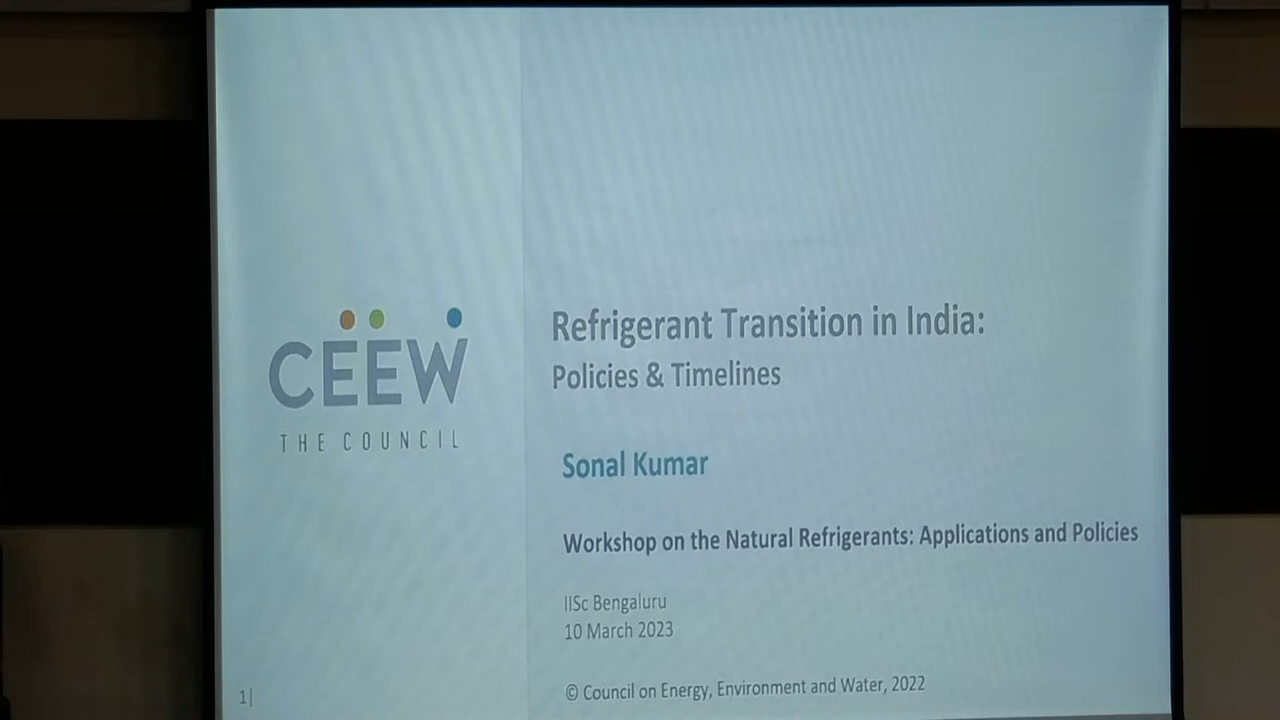 CEEW
THE COUNCIL
Refrigerant Transition in India:
Policies & Timelines
Sonal Kumar
Workshop on the Natural Refrigerants: Applications and Policies
IISc Bengaluru
10 March 2023
© Council on Energy, Environment and Water, 2022
1|